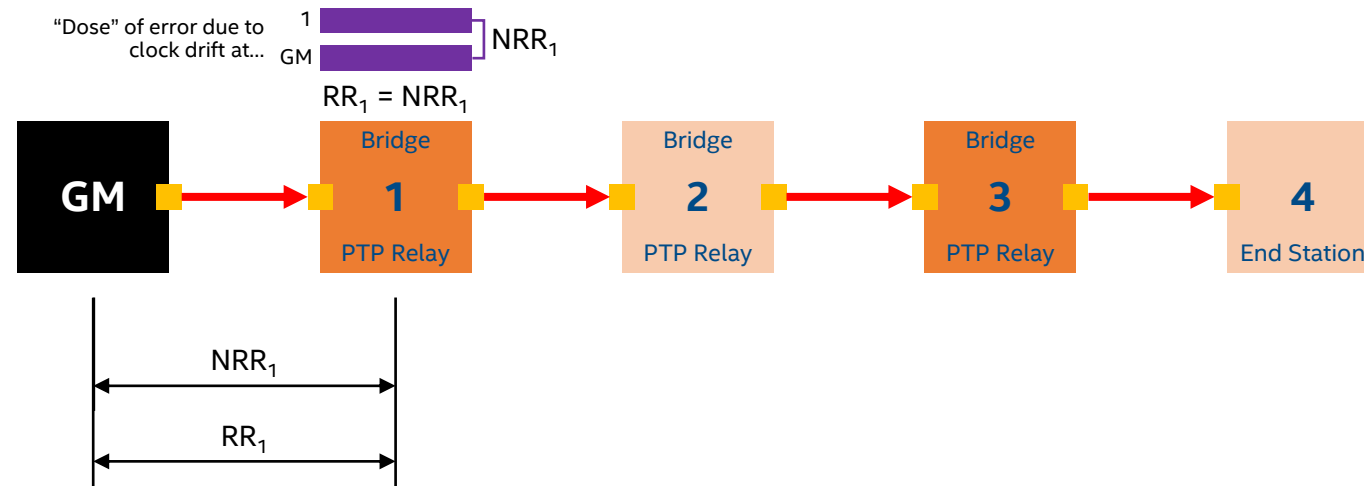 “Dose” of error due to
clock drift at...
1
GM
NRR₁
RR₁ = NRR₁
GM
Bridge
1
PTP Relay
Bridge
2
PTP Relay
Bridge
3
PTP Relay
4
End Station
NRR₁
RR₁